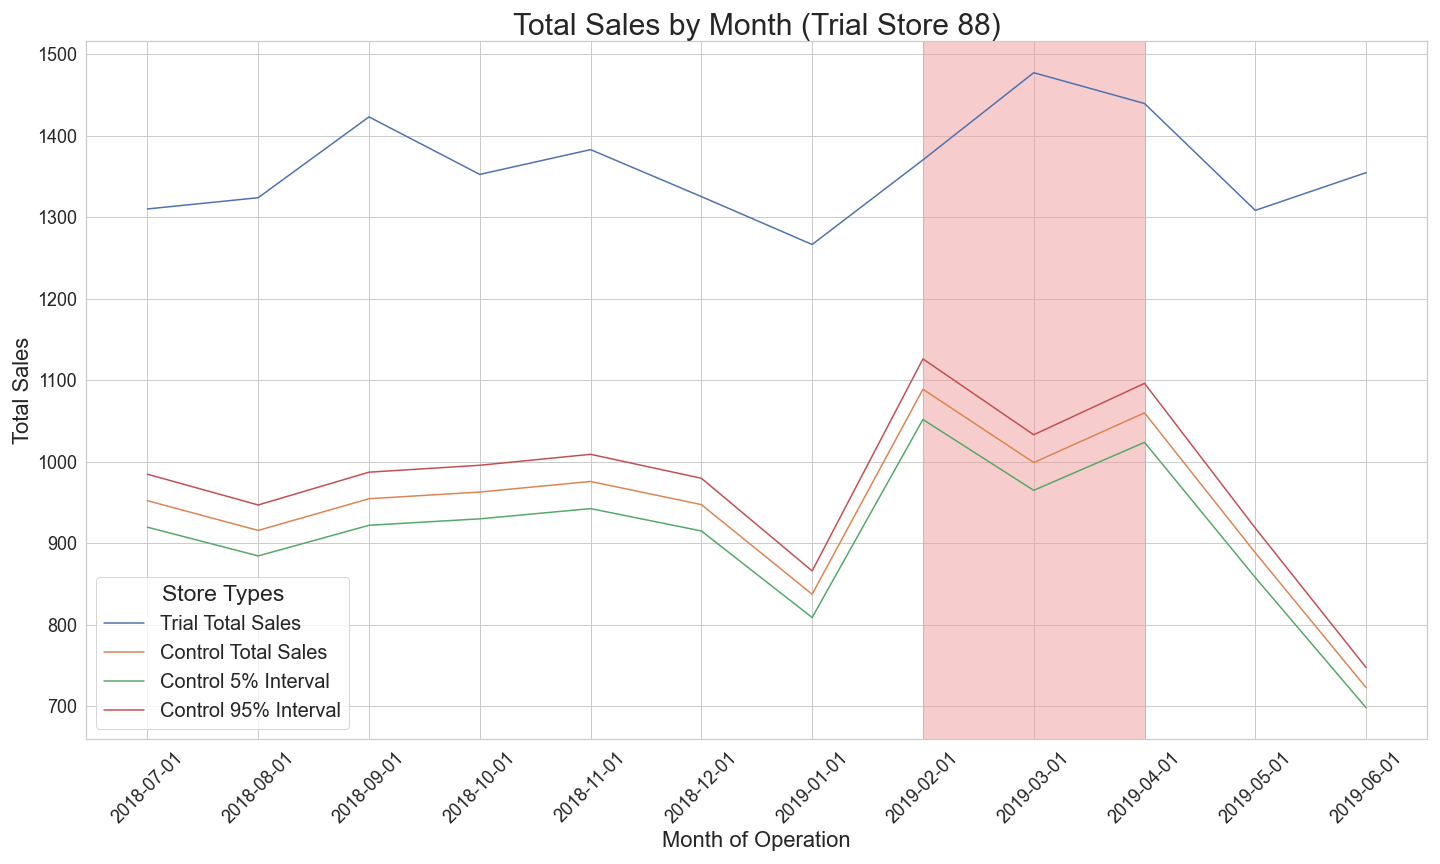 Total Sales by Month (Trial Store 88)
1500
1400
1300
1200
1100
1000
900
800
700
Total Sales
Store Types
Trial Total Sales
Control Total Sales
Control 5% Interval
Control 95% Interval
2018-07-01
2018-08-01
2018-09-01
2018-10-01
2018-11-01
2018-12-01
2019-01-01
2019-02-01
2019-03-01
2019-04-01
2019-05-01
2019-06-01
Month of Operation